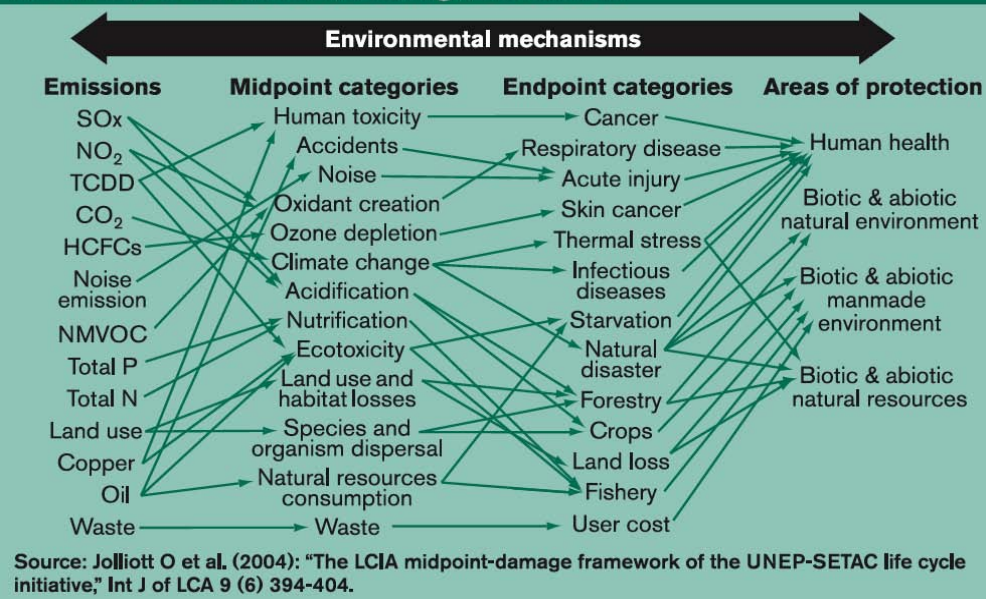 Environmental mechanisms
Emissions
SOx
NO₂
TCDD
CO₂
HCFCs
Noise
emission
NMVOC
Total P
Total N
Land use
Copper
Oil
Waste
Midpoint categories
Human toxicity
Accidents
Noise
Oxidant creation
Ozone depletion
Climate change
Acidification
Nutrification
Ecotoxicity
Land use and
habitat losses
Species and
organism dispersal
Natural resources
consumption
Waste
Endpoint categories
Cancer
Respiratory disease
Acute injury
Skin cancer
Thermal stress
Infectious
diseases
Starvation
Natural
disaster
Forestry
Crops
Land loss
Fishery
User cost
Areas of protection
Human health
Biotic & abiotic
natural environment
Biotic & abiotic
manmade
environment
Biotic & abiotic
natural resources
Source: Jolliott O et al. (2004): “The LCIA midpoint-damage framework of the UNEP-SETAC life cycle
initiative,” Int J of LCA 9 (6) 394-404.